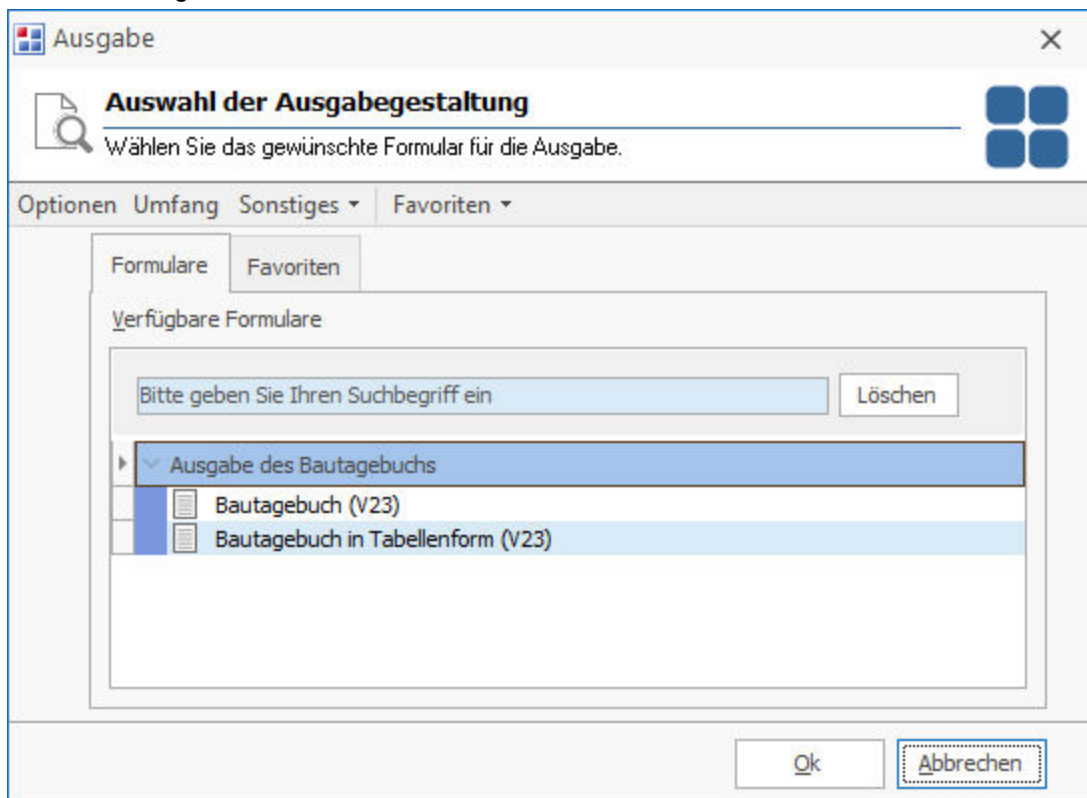 Ausgabe
Auswahl der Ausgabegestaltung
Wählen Sie das gewünschte Formular für die Ausgabe.
Optionen Umfang Sonstiges Favoriten
Formulare Favoriten
Verfügbare Formulare
Bitte geben Sie Ihren Suchbegriff ein Löschen
Ausgabe des Bautagebuchs
Bautagebuch (V23)
Bautagebuch in Tabellenform (V23)
Ok Abbrechen